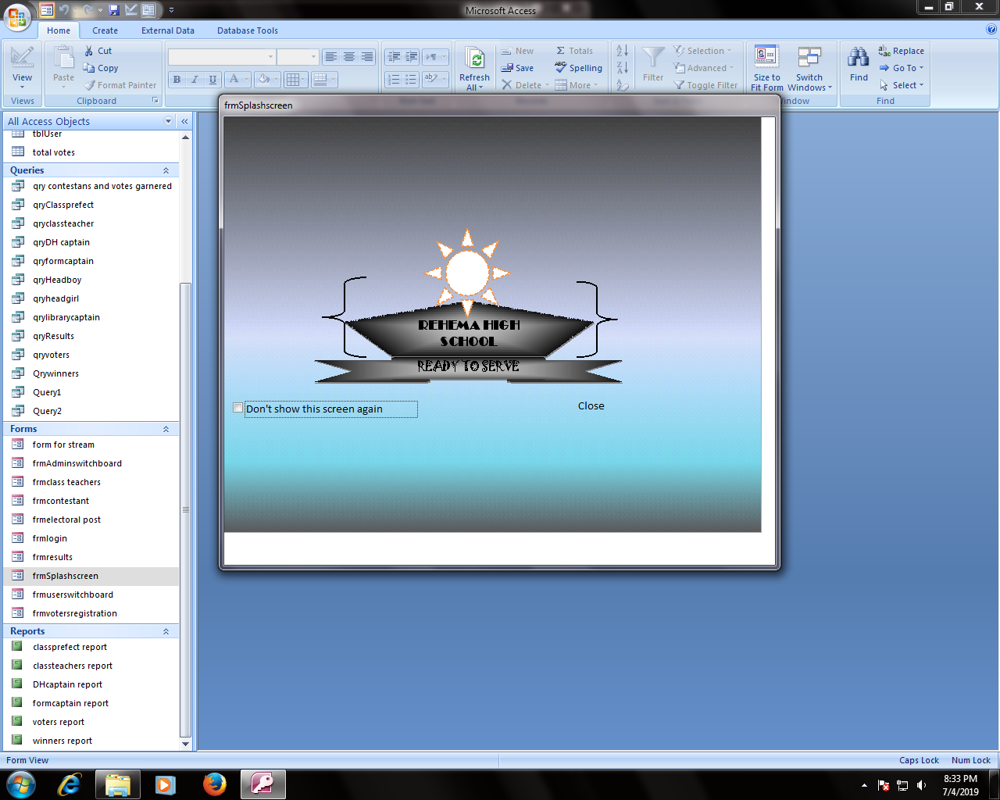 Microsoft Access
Home Create External Data Database Tools
View
Views
Paste
Cut
Copy
Format Painter
Clipboard
B I U A
Refresh
All
New
Save
Delete
Totals
Spelling
More
Filter
Selection
Advanced
Toggle Filter
Size to
Fit Form
Switch
Windows
indow
Find
Replace
Go To
Select
Find
All Access Objects
tblUser
total votes
Queries
qry contestans and votes garnered
qryClassprefect
qryclassteacher
qryDH captain
qryformcaptain
qryHeadboy
qryheadgirl
qrylibrarycaptain
qryResults
qryvoters
Qrywinners
Query1
Query2
Forms
form for stream
frmAdminswitchboard
frmclass teachers
frmcontestant
frmelectoral post
frmlogin
frmresults
frmSplashscreen
frmuserswitchboard
frmvotersregistration
Reports
classprefect report
classteachers report
DHcaptain report
formcaptain report
voters report
winners report
frmSplashscreen
REHEMA HIGH
SCHOOL
READY TO SERVE
Don't show this screen again
Close
Form View
Caps Lock Num Lock
8:33 PM
7/4/2019